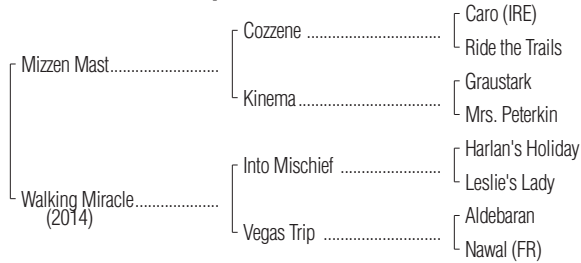 Caro (IRE)
Cozzene ..............................
Ride the Trails
Mizzen Mast........................
Graustark
Kinema................................
Mrs. Peterkin
Harlan's Holiday
Into Mischief ......................
Leslie's Lady
Walking Miracle..................
(2014)
Aldebaran
Vegas Trip ..........................
Nawal (FR)